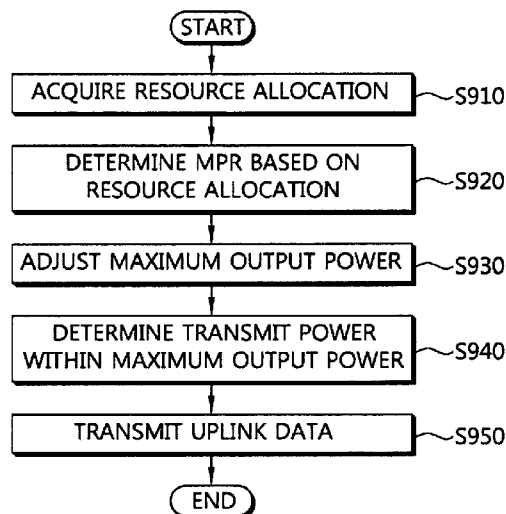 START
ACQUIRE RESOURCE ALLOCATION
S910
DETERMINE MPR BASED ON
RESOURCE ALLOCATION
S920
ADJUST MAXIMUM OUTPUT POWER
S930
DETERMINE TRANSMIT POWER
WITHIN MAXIMUM OUTPUT POWER
S940
TRANSMIT UPLINK DATA
S950
END